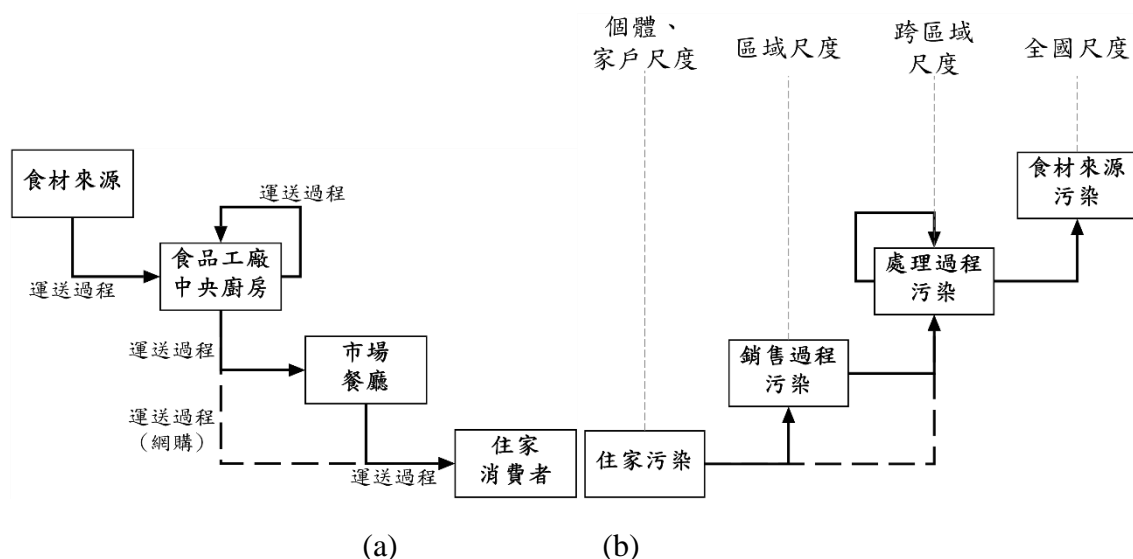 食材來源
運送過程
運送過程
食品工廠
中央廚房
運送過程
市場
餐廳
運送過程
（網購）
運送過程
住家
消費者
(a)
個體、
家戶尺度
區域尺度
跨區域
尺度
全國尺度
食材來源
污染
處理過程
污染
銷售過程
污染
住家污染
(b)